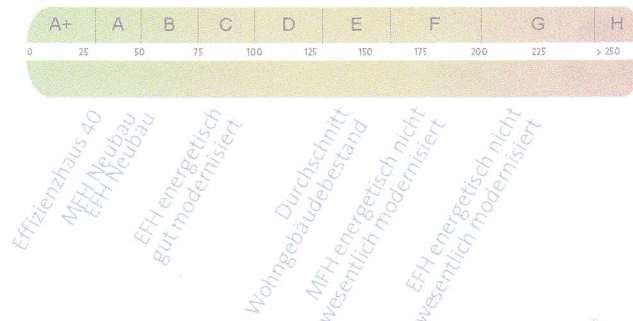 A+ A B C D E F G H
0 25 50 75 100 125 150 175 200 225 > 250
Effizienzhaus 40
MFH Neubau
EFH Neubau
EFH energetisch
gut modernisiert
Durchschnitt
Wohngebäudebestand
MFH energetisch nicht
wesentlich modernisiert
EFH energetisch nicht
wesentlich modernisiert